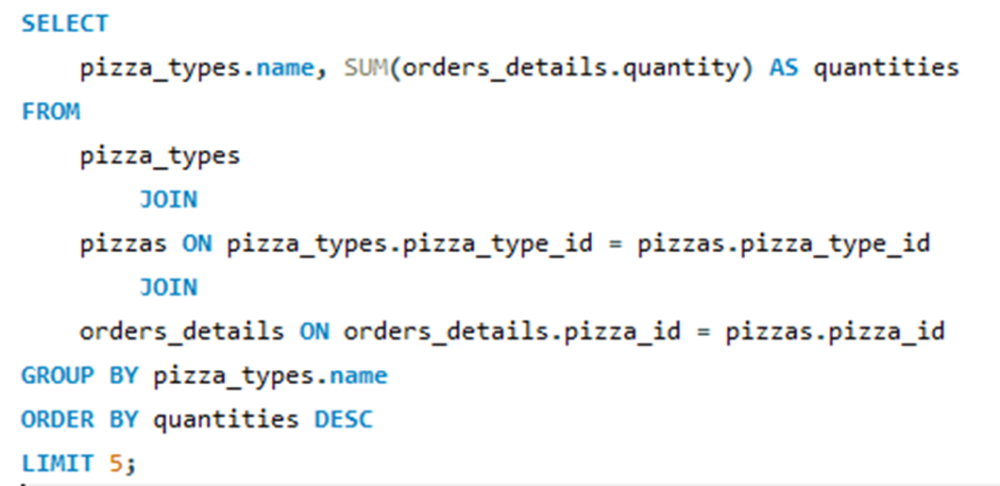 SELECT
pizza_types.name, SUM(orders_details.quantity) AS quantities
FROM
pizza_types
JOIN
pizzas ON pizza_types.pizza_type_id = pizzas.pizza_type_id
JOIN
orders_details ON orders_details.pizza_id = pizzas.pizza_id
GROUP BY pizza_types.name
ORDER BY quantities DESC
LIMIT 5;